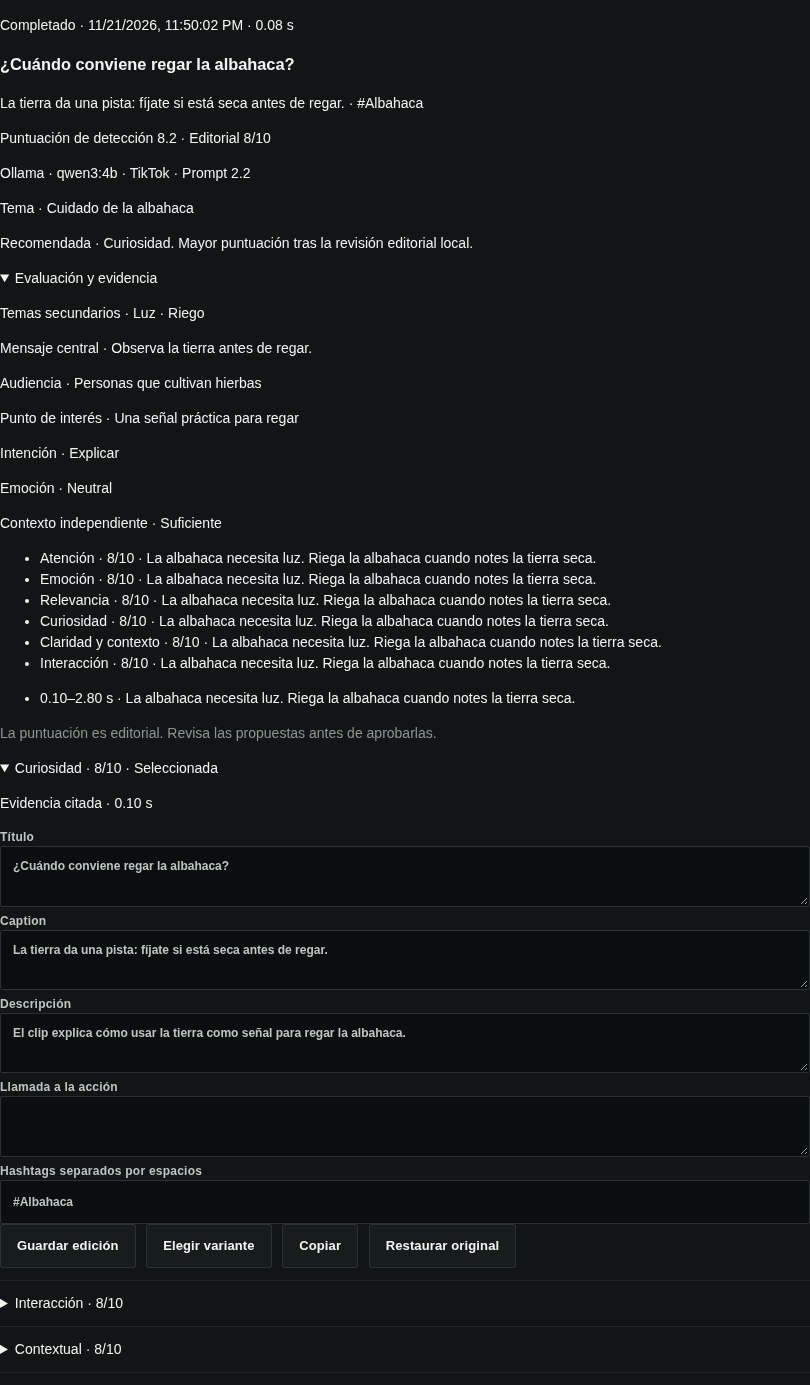 Completado · 11/21/2026, 11:50:02 PM · 0.08 s
¿Cuándo conviene regar la albahaca?
La tierra da una pista: fíjate si está seca antes de regar. · #Albahaca
Puntuación de detección 8.2 · Editorial 8/10
Ollama · qwen3:4b · TikTok · Prompt 2.2
Tema · Cuidado de la albahaca
Recomendada · Curiosidad. Mayor puntuación tras la revisión editorial local.
▼ Evaluación y evidencia
Temas secundarios · Luz · Riego
Mensaje central · Observa la tierra antes de regar.
Audiencia · Personas que cultivan hierbas
Punto de interés · Una señal práctica para regar
Intención · Explicar
Emoción · Neutral
Contexto independiente · Suficiente
• Atención · 8/10 · La albahaca necesita luz. Riega la albahaca cuando notes la tierra seca.
• Emoción · 8/10 · La albahaca necesita luz. Riega la albahaca cuando notes la tierra seca.
• Relevancia · 8/10 · La albahaca necesita luz. Riega la albahaca cuando notes la tierra seca.
• Curiosidad · 8/10 · La albahaca necesita luz. Riega la albahaca cuando notes la tierra seca.
• Claridad y contexto · 8/10 · La albahaca necesita luz. Riega la albahaca cuando notes la tierra seca.
• Interacción · 8/10 · La albahaca necesita luz. Riega la albahaca cuando notes la tierra seca.
• 0.10–2.80 s · La albahaca necesita luz. Riega la albahaca cuando notes la tierra seca.
La puntuación es editorial. Revisa las propuestas antes de aprobarlas.
▼ Curiosidad · 8/10 · Seleccionada
Evidencia citada · 0.10 s
Título
¿Cuándo conviene regar la albahaca?
Caption
La tierra da una pista: fíjate si está seca antes de regar.
Descripción
El clip explica cómo usar la tierra como señal para regar la albahaca.
Llamada a la acción
Hashtags separados por espacios
#Albahaca
Guardar edición Elegir variante Copiar Restaurar original
▶ Interacción · 8/10
▶ Contextual · 8/10